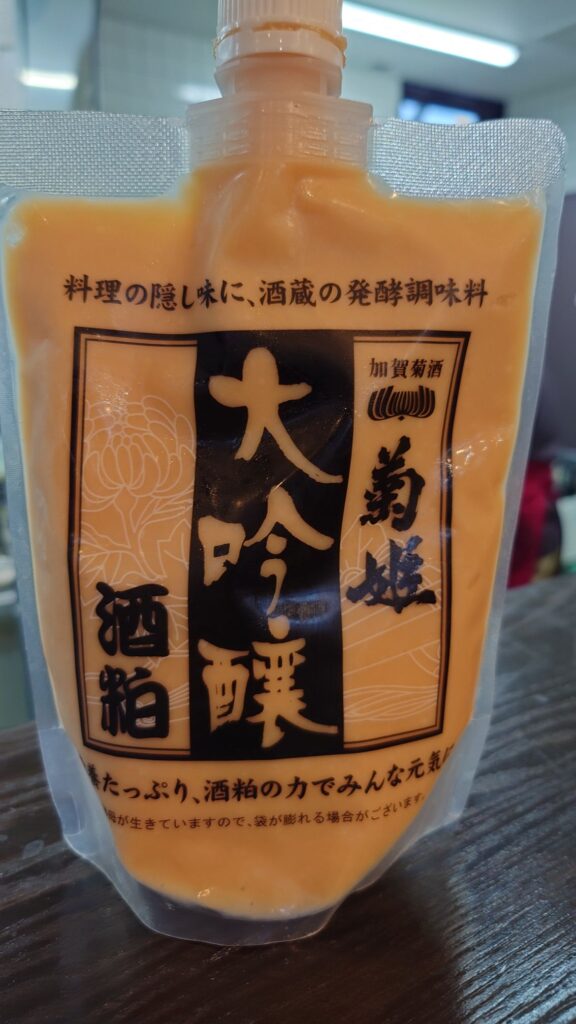 料理の隠し味に、酒蔵の発酵調味料
加賀菊酒
菊姫
大吟醸
酒粕
養たっぷり、酒粕の力でみんな元気に
母が生きていますので、袋が膨れる場合がございます。